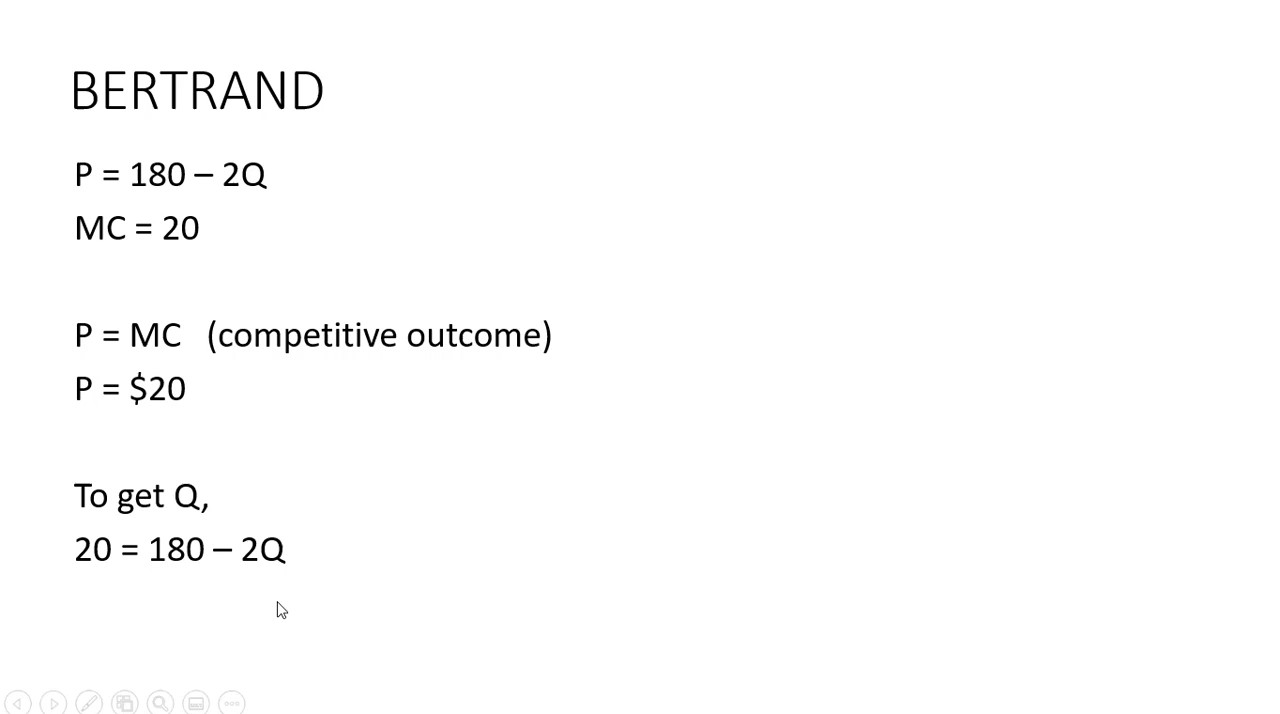 BERTRAND
P = 180 – 2Q
MC = 20
P = MC (competitive outcome)
P = $20
To get Q,
20 = 180 – 2Q